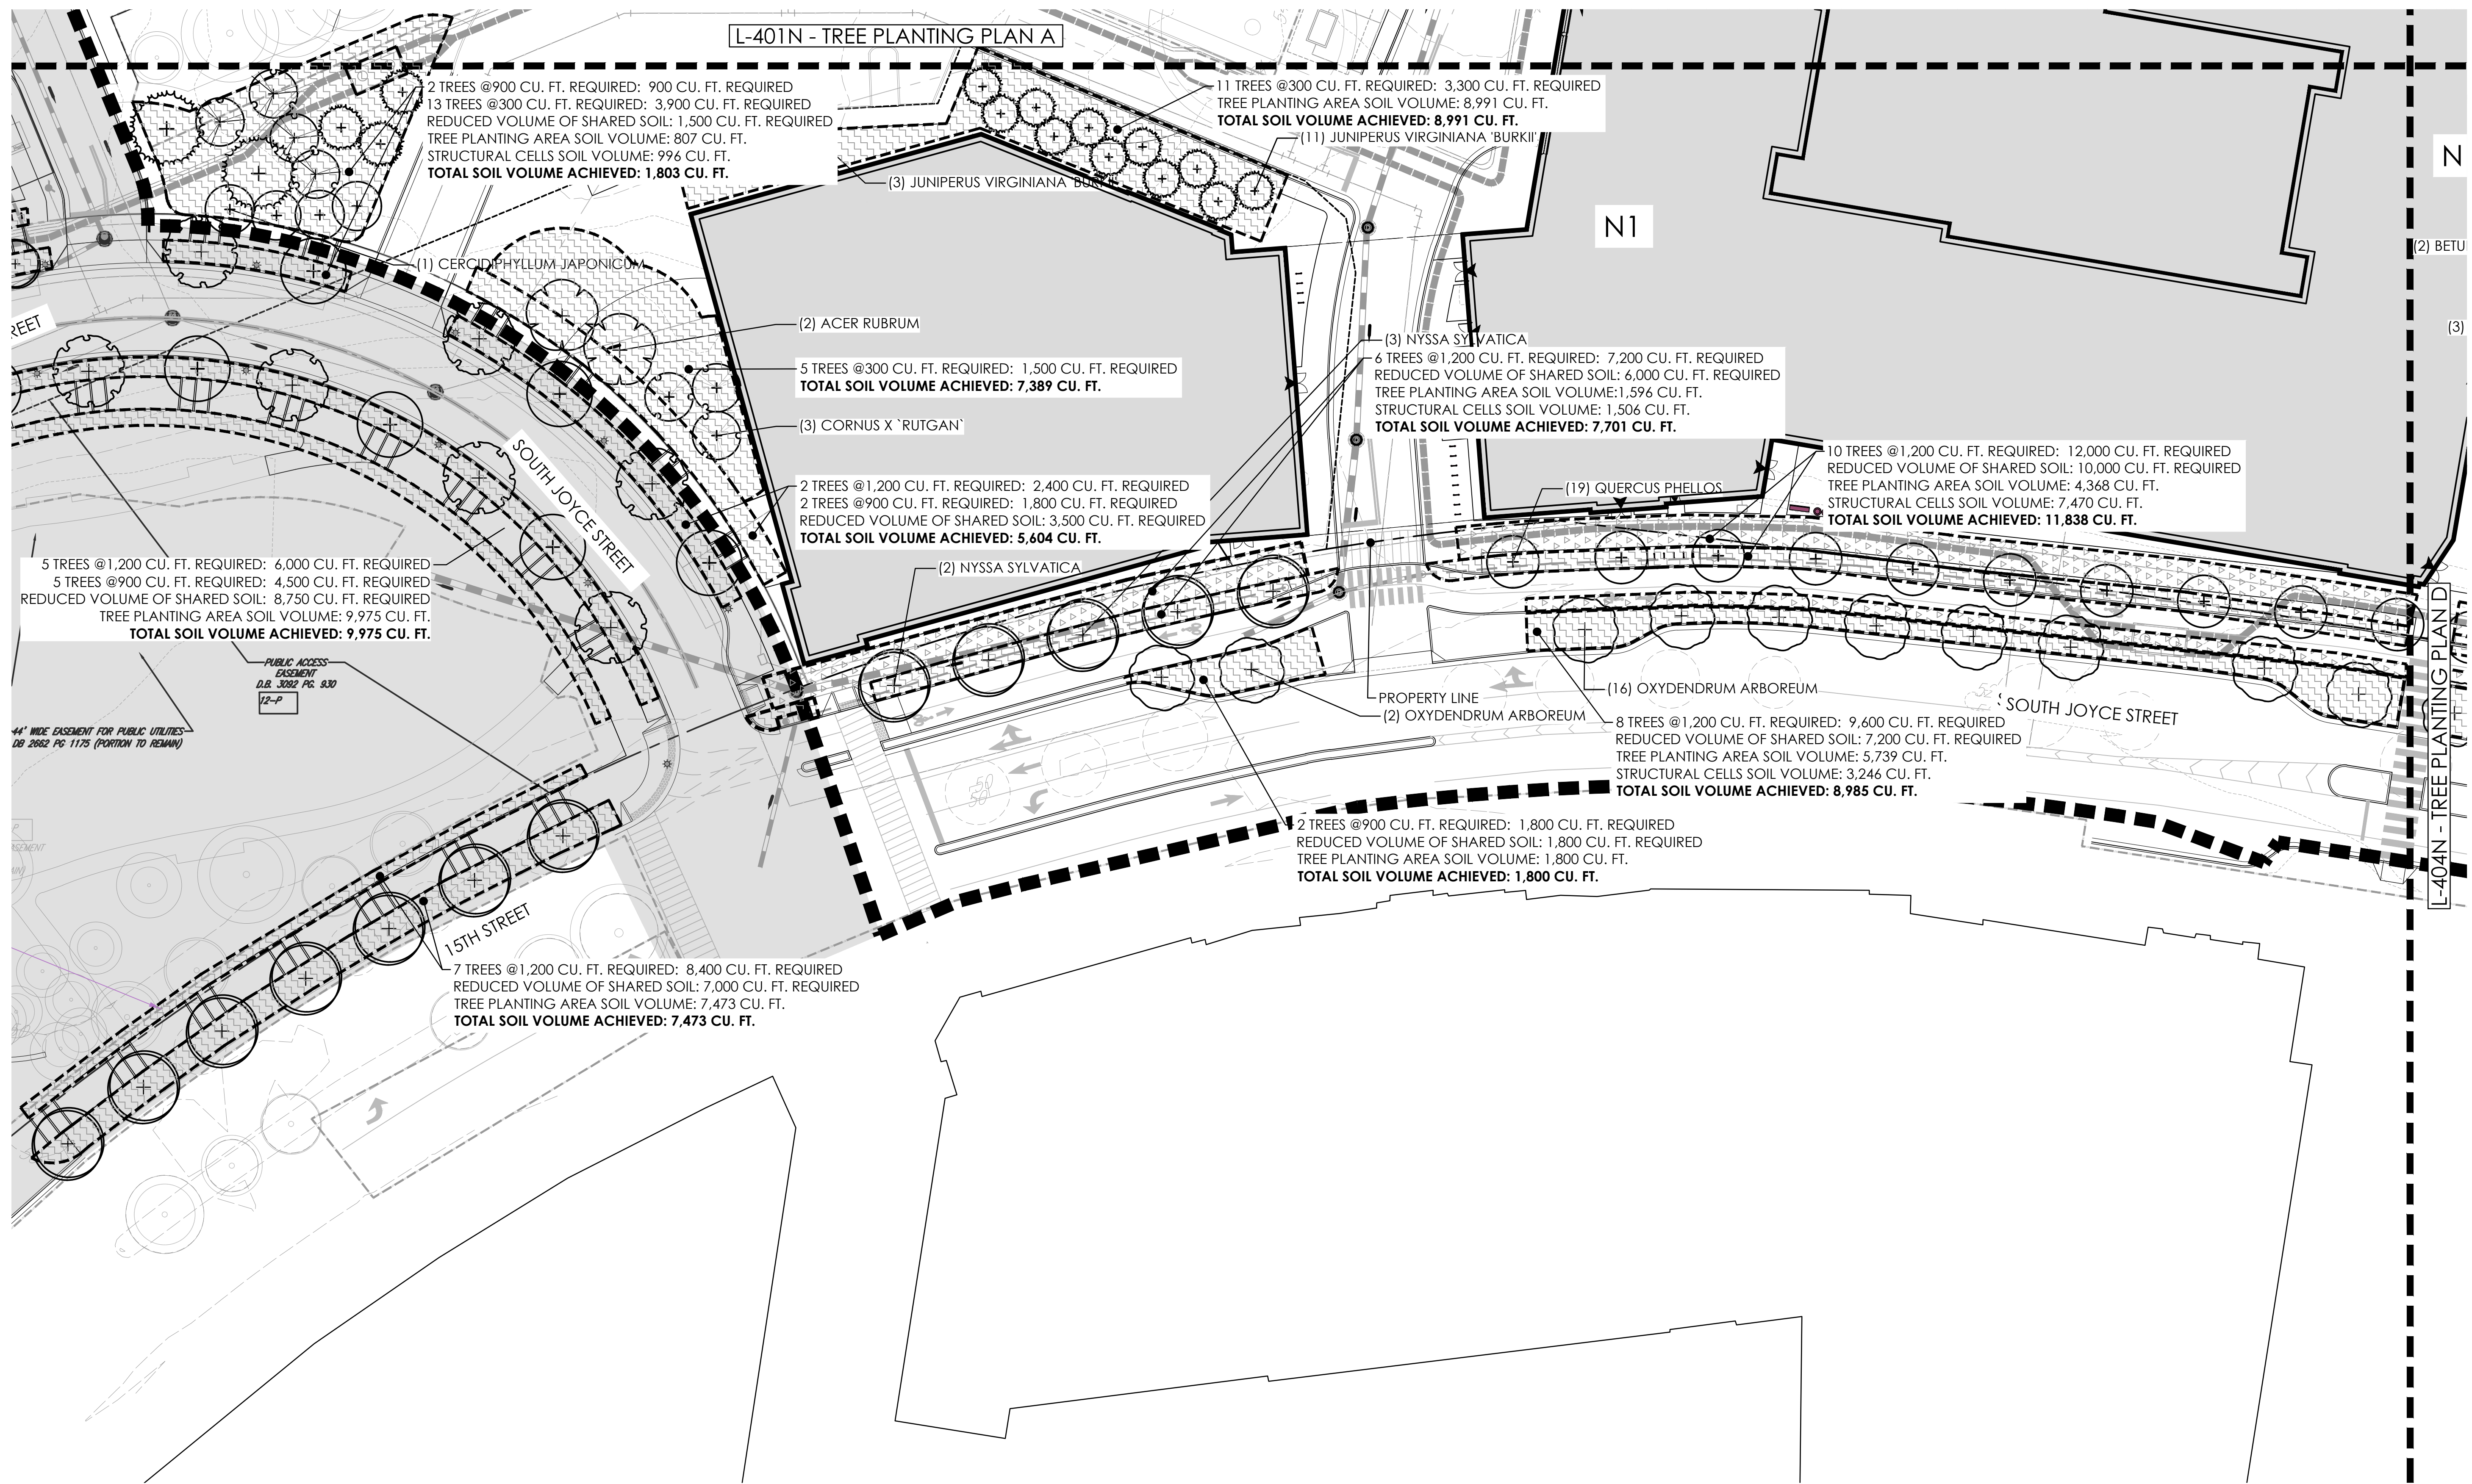 L-401N - TREE PLANTING PLAN A
2 TREES @900 CU. FT. REQUIRED: 900 CU. FT. REQUIRED
13 TREES @300 CU. FT. REQUIRED: 3,900 CU. FT. REQUIRED
REDUCED VOLUME OF SHARED SOIL: 1,500 CU. FT. REQUIRED
TREE PLANTING AREA SOIL VOLUME: 807 CU. FT.
STRUCTURAL CELLS SOIL VOLUME: 996 CU. FT.
TOTAL SOIL VOLUME ACHIEVED: 1,803 CU. FT.
11 TREES @300 CU. FT. REQUIRED: 3,300 CU. FT. REQUIRED
TREE PLANTING AREA SOIL VOLUME: 8,991 CU. FT.
TOTAL SOIL VOLUME ACHIEVED: 8,991 CU. FT.
(11) JUNIPERUS VIRGINIANA 'BURKII'
(3) JUNIPERUS VIRGINIANA 'BURKII'
N1
N
(2) BETU
(3)
(1) CERCIDIPHYLLUM JAPONICUM
REET
(2) ACER RUBRUM
5 TREES @300 CU. FT. REQUIRED: 1,500 CU. FT. REQUIRED
TOTAL SOIL VOLUME ACHIEVED: 7,389 CU. FT.
(3) CORNUS X `RUTGAN`
(3) NYSSA SYLVATICA
6 TREES @1,200 CU. FT. REQUIRED: 7,200 CU. FT. REQUIRED
REDUCED VOLUME OF SHARED SOIL: 6,000 CU. FT. REQUIRED
TREE PLANTING AREA SOIL VOLUME:1,596 CU. FT.
STRUCTURAL CELLS SOIL VOLUME: 1,506 CU. FT.
TOTAL SOIL VOLUME ACHIEVED: 7,701 CU. FT.
SOUTH JOYCE STREET
2 TREES @1,200 CU. FT. REQUIRED: 2,400 CU. FT. REQUIRED
2 TREES @900 CU. FT. REQUIRED: 1,800 CU. FT. REQUIRED
REDUCED VOLUME OF SHARED SOIL: 3,500 CU. FT. REQUIRED
TOTAL SOIL VOLUME ACHIEVED: 5,604 CU. FT.
(19) QUERCUS PHELLOS
10 TREES @1,200 CU. FT. REQUIRED: 12,000 CU. FT. REQUIRED
REDUCED VOLUME OF SHARED SOIL: 10,000 CU. FT. REQUIRED
TREE PLANTING AREA SOIL VOLUME: 4,368 CU. FT.
STRUCTURAL CELLS SOIL VOLUME: 7,470 CU. FT.
TOTAL SOIL VOLUME ACHIEVED: 11,838 CU. FT.
5 TREES @1,200 CU. FT. REQUIRED: 6,000 CU. FT. REQUIRED
5 TREES @900 CU. FT. REQUIRED: 4,500 CU. FT. REQUIRED
REDUCED VOLUME OF SHARED SOIL: 8,750 CU. FT. REQUIRED
TREE PLANTING AREA SOIL VOLUME: 9,975 CU. FT.
TOTAL SOIL VOLUME ACHIEVED: 9,975 CU. FT.
(2) NYSSA SYLVATICA
PUBLIC ACCESS
EASEMENT
D.B. 3092 PG. 930
12-P
44' WIDE EASEMENT FOR PUBLIC UTILITIES
DB 2662 PG 1175 (PORTION TO REMAIN)
PROPERTY LINE
(2) OXYDENDRUM ARBOREUM
(16) OXYDENDRUM ARBOREUM
SOUTH JOYCE STREET
8 TREES @1,200 CU. FT. REQUIRED: 9,600 CU. FT. REQUIRED
REDUCED VOLUME OF SHARED SOIL: 7,200 CU. FT. REQUIRED
TREE PLANTING AREA SOIL VOLUME: 5,739 CU. FT.
STRUCTURAL CELLS SOIL VOLUME: 3,246 CU. FT.
TOTAL SOIL VOLUME ACHIEVED: 8,985 CU. FT.
L-404N - TREE PLANTING PLAN D
2 TREES @900 CU. FT. REQUIRED: 1,800 CU. FT. REQUIRED
REDUCED VOLUME OF SHARED SOIL: 1,800 CU. FT. REQUIRED
TREE PLANTING AREA SOIL VOLUME: 1,800 CU. FT.
TOTAL SOIL VOLUME ACHIEVED: 1,800 CU. FT.
15TH STREET
7 TREES @1,200 CU. FT. REQUIRED: 8,400 CU. FT. REQUIRED
REDUCED VOLUME OF SHARED SOIL: 7,000 CU. FT. REQUIRED
TREE PLANTING AREA SOIL VOLUME: 7,473 CU. FT.
TOTAL SOIL VOLUME ACHIEVED: 7,473 CU. FT.